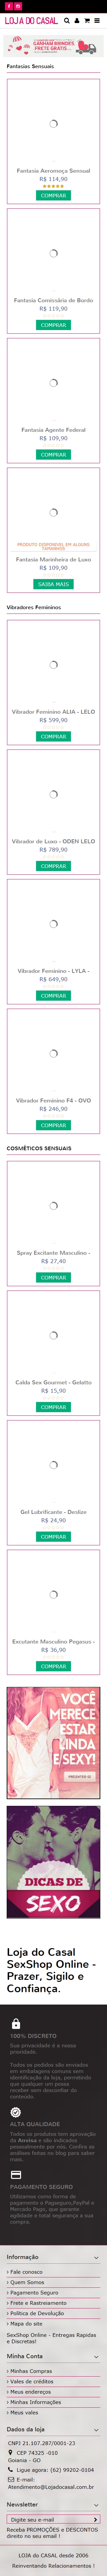 LOJA DO CASAL
GANHAM MINDES
FRETE GRÁTIS...
Fantasias Sensuais
Fantasia Aeromoça Sensual
R$ 114,90
COMPRAR
Fantasia Comissária de Bordo
R$ 119,90
COMPRAR
Fantasia Agente Federal
R$ 109,90
COMPRAR
PRODUTO DISPONÍVEL EM ALGUNS
TAMANHOS
Fantasia Marinheira de Luxo
R$ 109,90
SAIBA MAIS
Vibradores Femininos
Vibrador Feminino ALIA - LELO
R$ 599,90
COMPRAR
Vibrador de Luxo - ODEN LELO
R$ 789,90
COMPRAR
Vibrador Feminino - LYLA -
R$ 649,90
COMPRAR
Vibrador Feminino F4 - OVO
R$ 246,90
COMPRAR
COSMÉTICOS SENSUAIS
Spray Excitante Masculino -
R$ 27,40
COMPRAR
Calda Sex Gourmet - Gelatto
R$ 15,90
COMPRAR
Gel Lubrificante - Deslize
R$ 24,90
COMPRAR
Excitante Masculino Pegasus -
R$ 36,90
COMPRAR
VOCÊ
MERECE
ESTAR
LINDA
E SEXY!
DICAS DE
SEXO
Loja do Casal
SexShop Online -
Prazer, Sigilo e
Confiança.
100% DISCRETO
Sua privacidade é a nossa
prioridade.
Todos os pedidos são enviados
em embalagens comuns sem
identificação da loja, permitindo
que qualquer um possa
receber sem desconfiar do
conteúdo.
ALTA QUALIDADE
Todos os produtos tem aprovação
da Anvisa e são indicados
possivelmente por nós. Confira as
análises feitas no blog para saber
mais.
PAGAMENTO SEGURO
Utilizamos como forma de
pagamento o Pagseguro,PayPal e
Mercado Pago, que garante
agilidade e total segurança a sua
compra.
Informação
› Fale conosco
› Quem Somos
› Pagamento Seguro
› Frete e Rastreiamento
› Política de Devolução
› Mapa do site
SexShop Online - Entregas Rapidas
e Discretas!
Minha Conta
› Minhas Compras
› Vales de créditos
› Meus endereços
› Minhas Informações
› Meus vales
Dados da loja
CNPJ 21.107.287/0001-23
CEP 74325 -010
Goiania - GO
Ligue agora: (62) 99202-0104
E-mail:
Atendimento@Lojadocasal.com.br
Newsletter
Digite seu e-mail
Receba PROMOÇÕES e DESCONTOS
direto no seu email !
LOJA do CASAL desde 2006
Reinventando Relacionamentos !